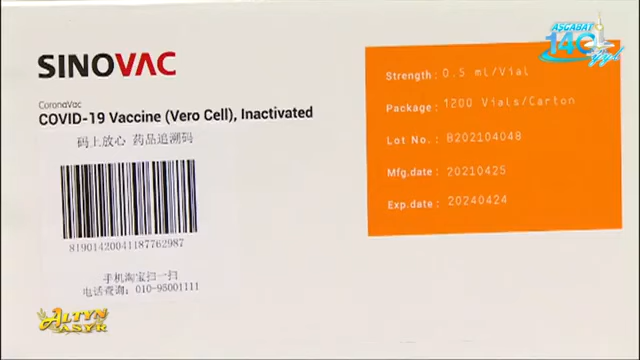 SINOVAC
CoronaVac
COVID-19 Vaccine (Vero Cell), Inactivated
码上放心 药品追溯码
81901420041187762987
手机淘宝扫一扫
电话查询: 010-95001111
Strength: 0.5 ml/Vial
Package: 1200 Vials/Carton
Lot No.: B202104048
Mfg.date: 20210425
Exp.date: 20240424
AŞGABAT
140
ýyl
ALTYN
ASYR